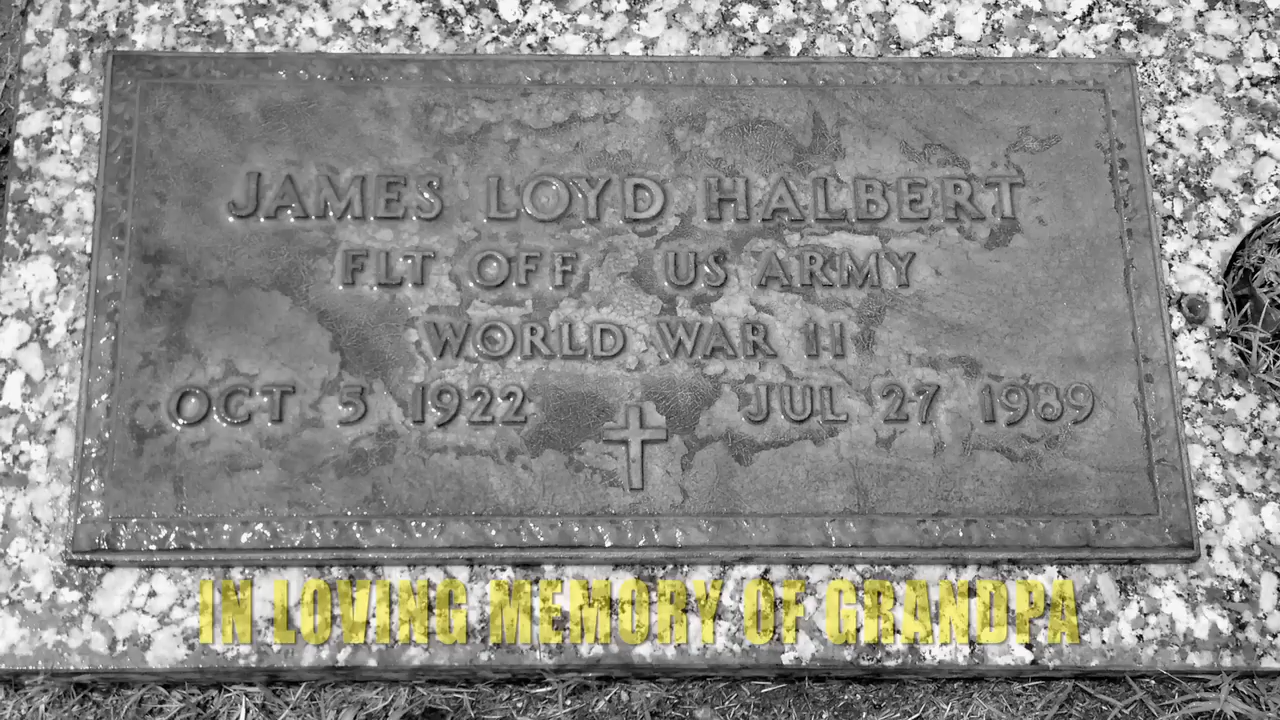 JAMES LOYD HALBERT
FLT OFF US ARMY
WORLD WAR II
OCT 5 1922 JUL 27 1989
IN LOVING MEMORY OF GRANDPA